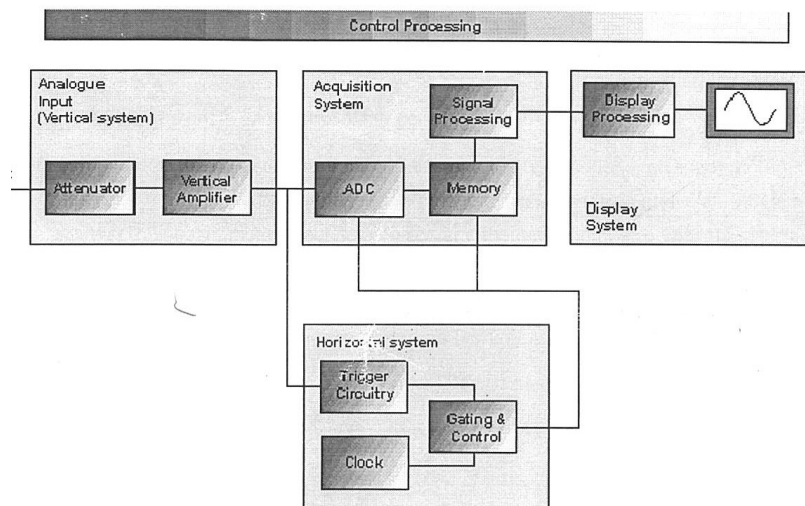 Control Processing
Analogue
Input
(Vertical system)
Attenuator
Vertical
Amplifier
Acquisition
System
Signal
Processing
ADC
Memory
Display
Processing
Display
System
Horizontal system
Trigger
Circuitry
Gating &
Control
Clock